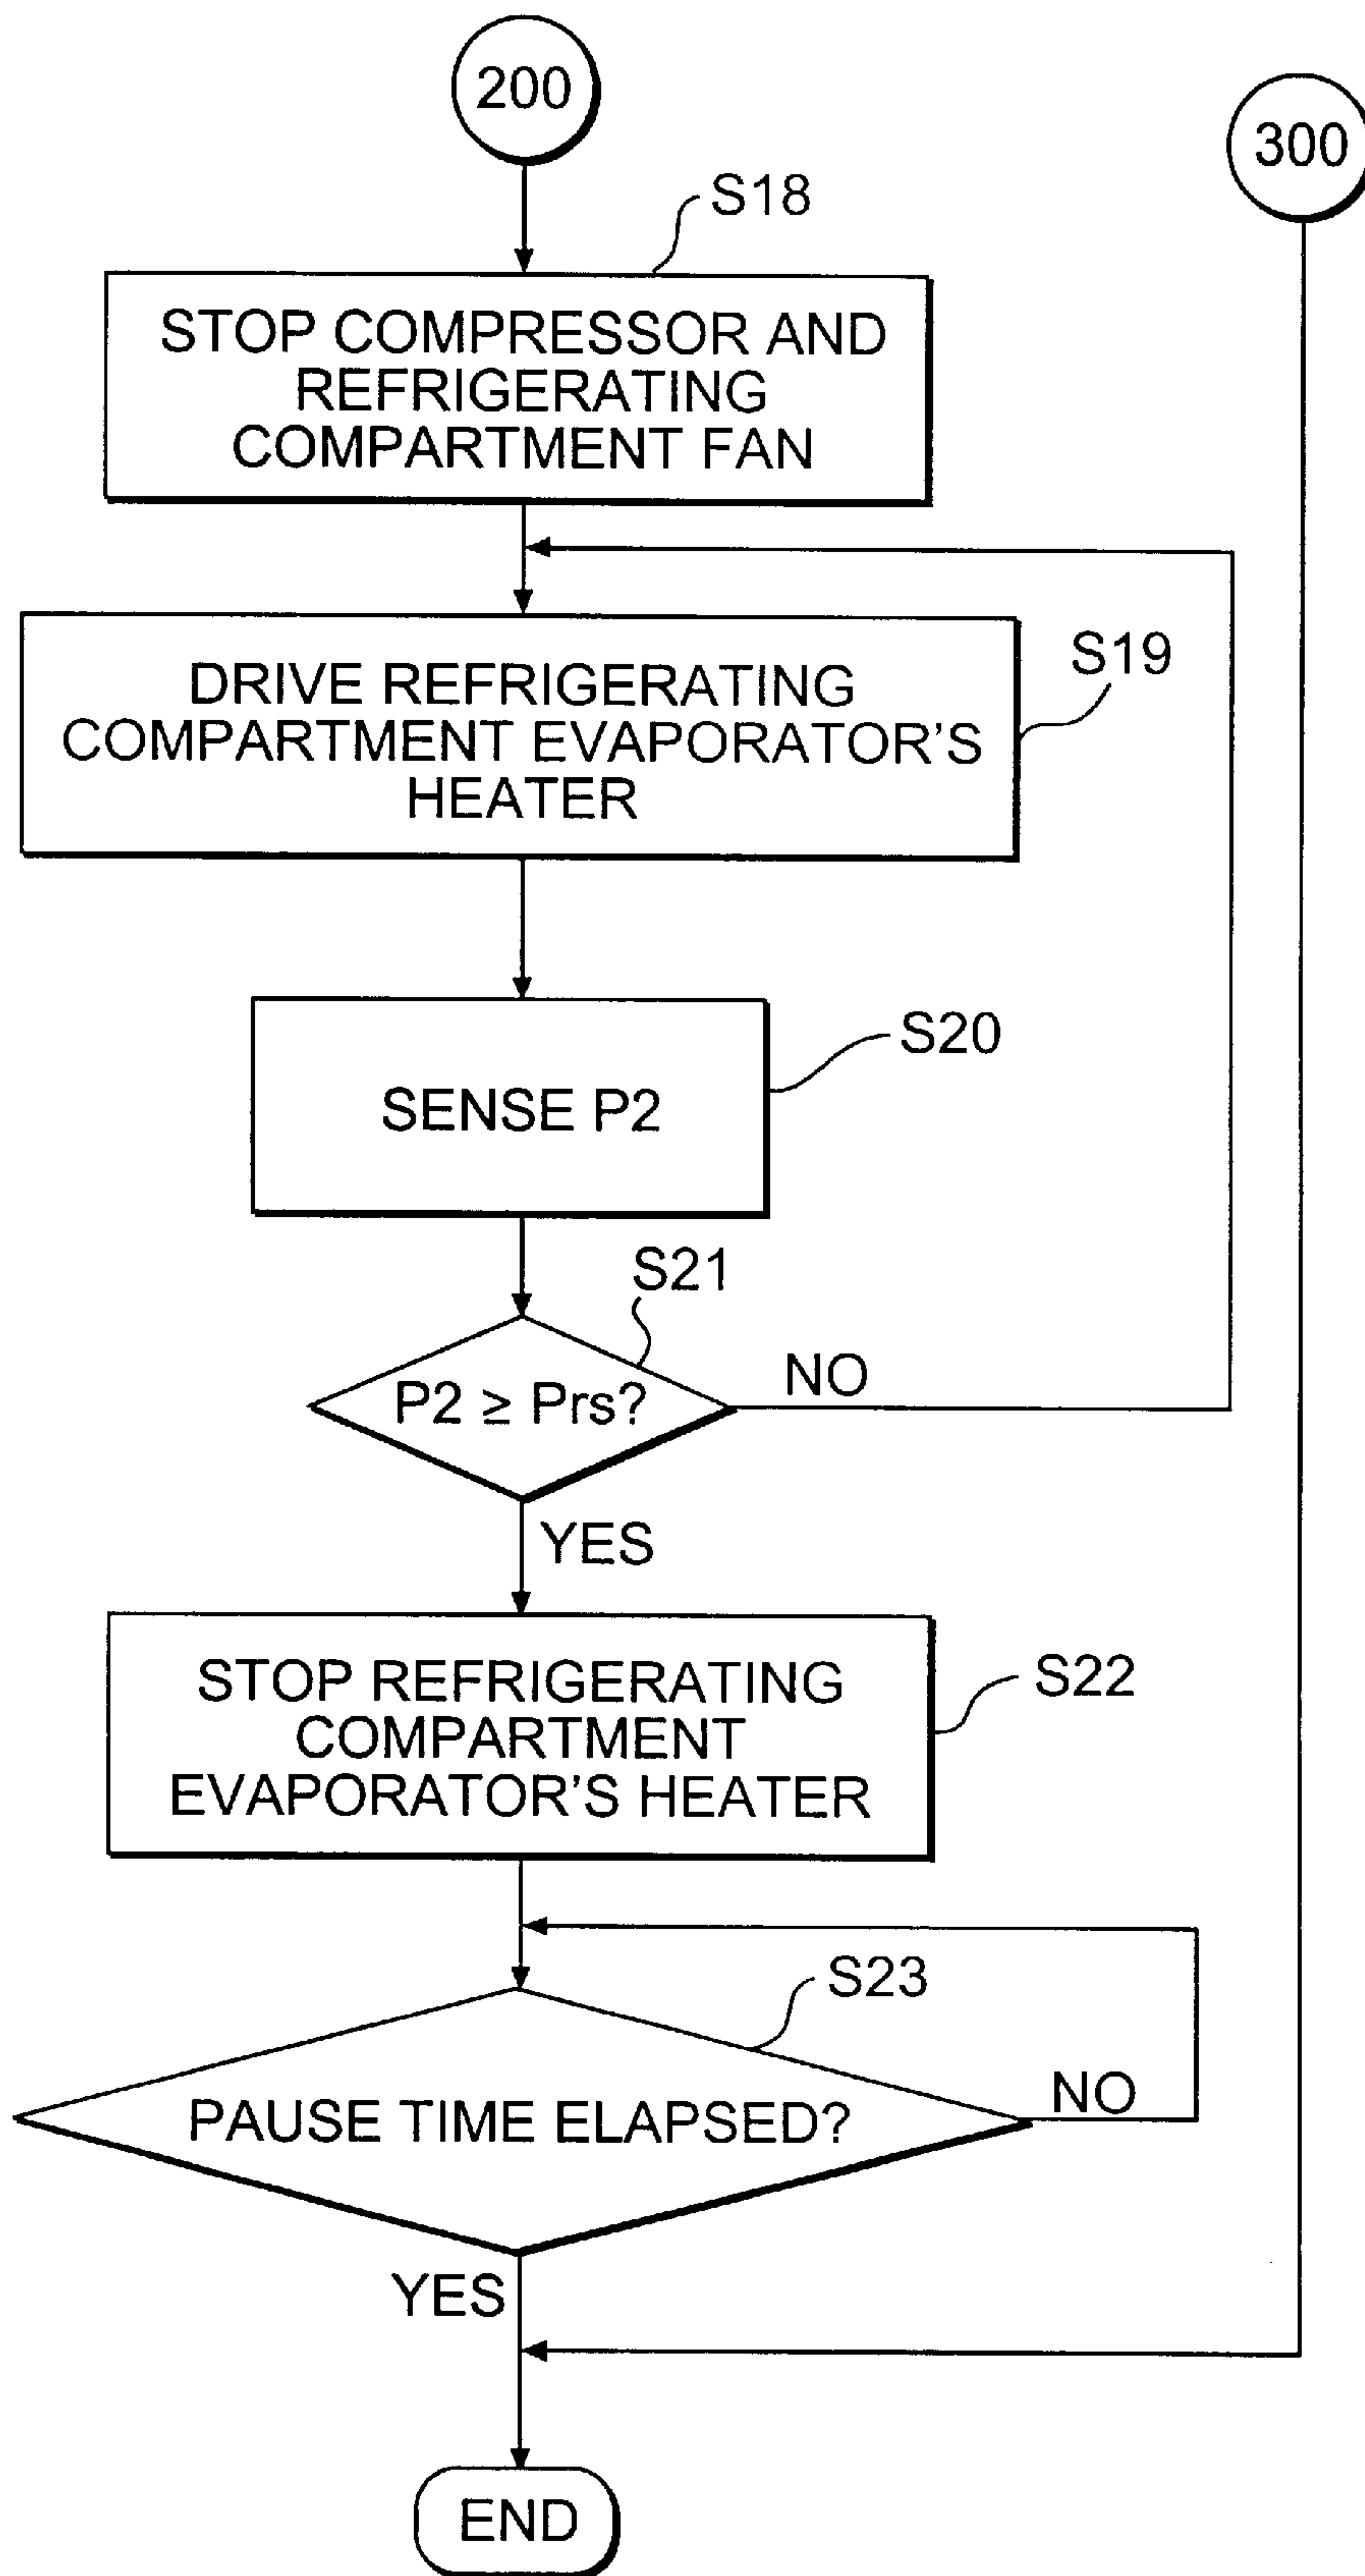 200
300
S18
STOP COMPRESSOR AND
REFRIGERATING
COMPARTMENT FAN
S19
DRIVE REFRIGERATING
COMPARTMENT EVAPORATOR'S
HEATER
S20
SENSE P2
S21
P2 ≥ Prs?
NO
YES
S22
STOP REFRIGERATING
COMPARTMENT
EVAPORATOR'S HEATER
S23
PAUSE TIME ELAPSED?
NO
YES
END